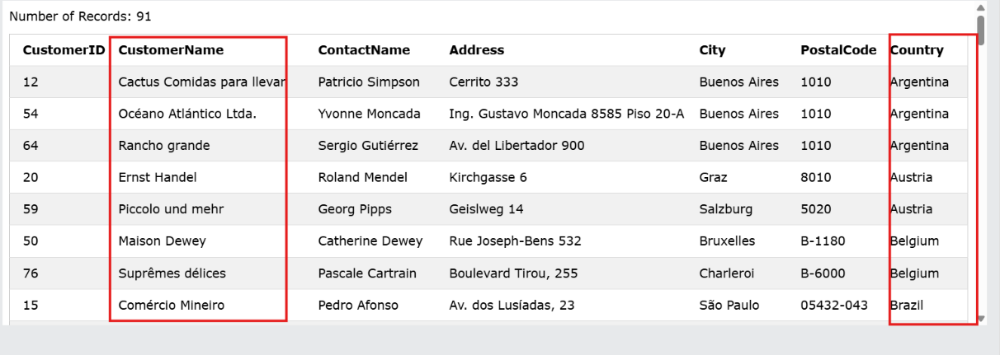 Number of Records: 91
CustomerID CustomerName ContactName Address City PostalCode Country
12 Cactus Comidas para llevar Patricio Simpson Cerrito 333 Buenos Aires 1010 Argentina
54 Océano Atlántico Ltda. Yvonne Moncada Ing. Gustavo Moncada 8585 Piso 20-A Buenos Aires 1010 Argentina
64 Rancho grande Sergio Gutiérrez Av. del Libertador 900 Buenos Aires 1010 Argentina
20 Ernst Handel Roland Mendel Kirchgasse 6 Graz 8010 Austria
59 Piccolo und mehr Georg Pipps Geislweg 14 Salzburg 5020 Austria
50 Maison Dewey Catherine Dewey Rue Joseph-Bens 532 Bruxelles B-1180 Belgium
76 Suprêmes délices Pascale Cartrain Boulevard Tirou, 255 Charleroi B-6000 Belgium
15 Comércio Mineiro Pedro Afonso Av. dos Lusíadas, 23 São Paulo 05432-043 Brazil